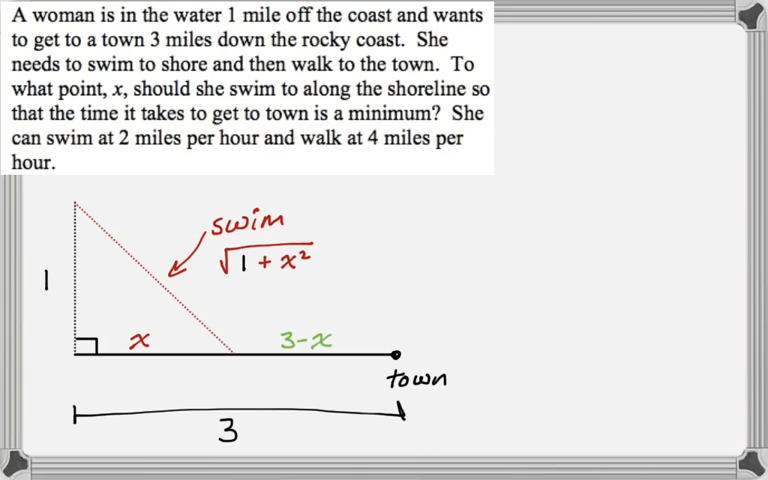 A woman is in the water 1 mile off the coast and wants
to get to a town 3 miles down the rocky coast.  She
needs to swim to shore and then walk to the town.  To
what point, x, should she swim to along the shoreline so
that the time it takes to get to town is a minimum?  She
can swim at 2 miles per hour and walk at 4 miles per
hour.
swim
√1 + x²
1
x
3-x
town
3